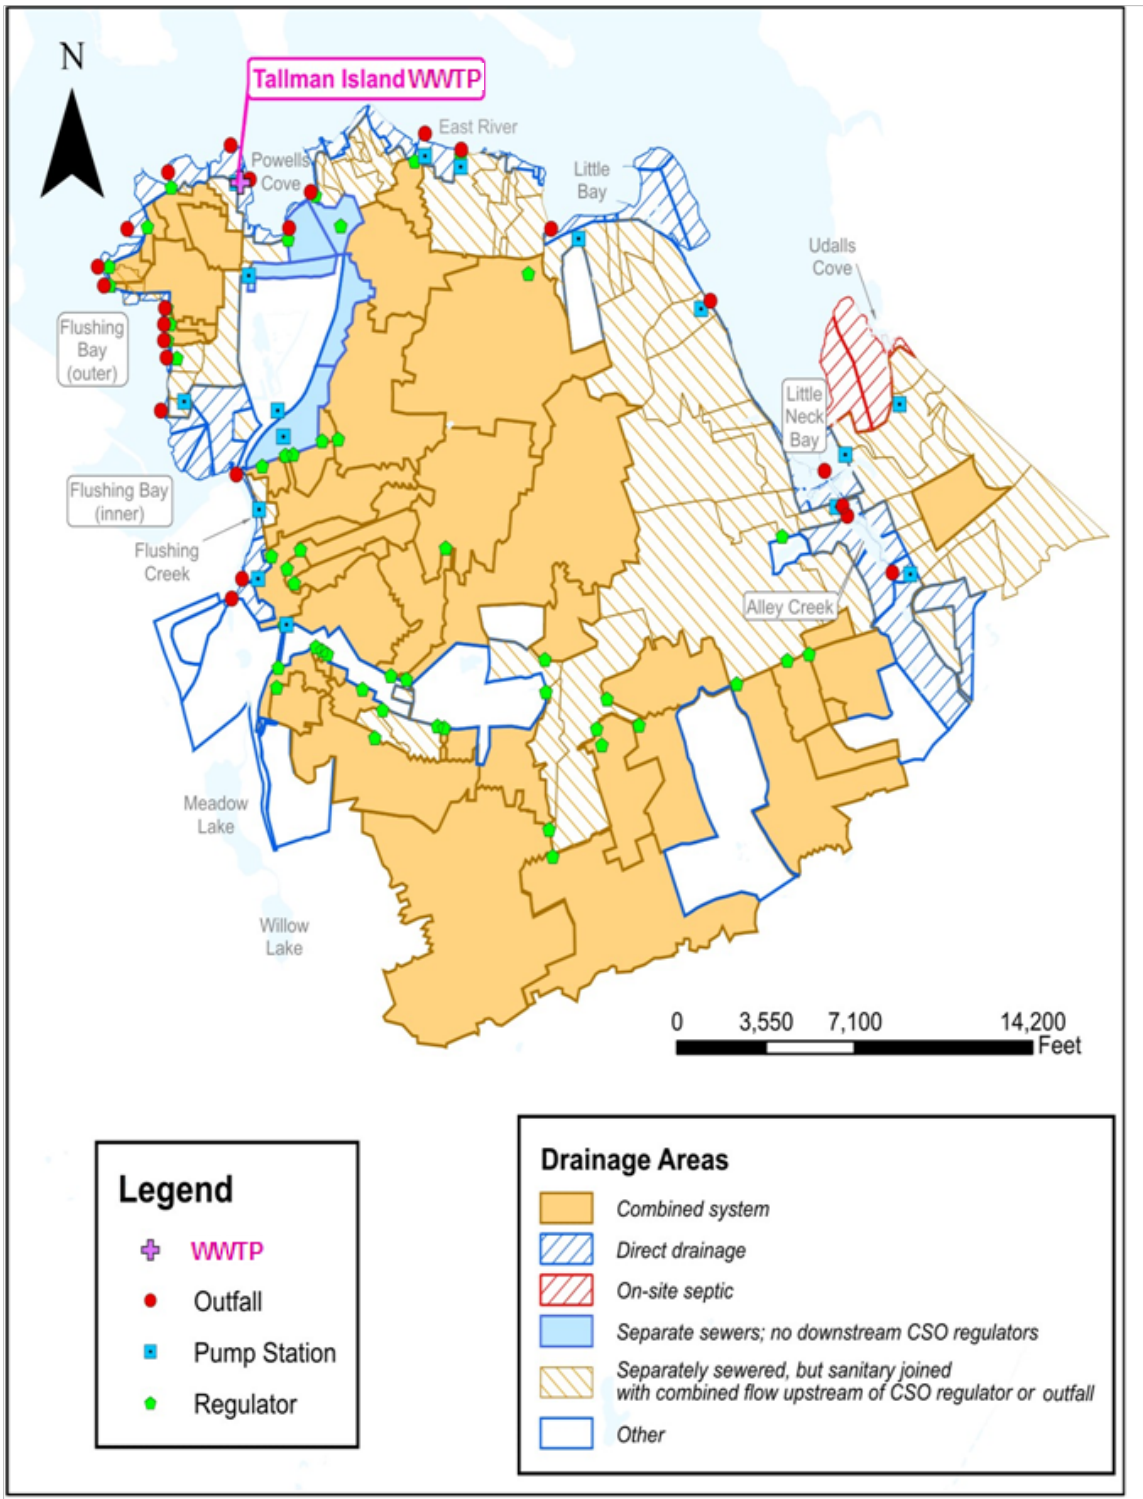 N
Tallman Island WWTP
East River
Powells
Cove
Little
Bay
Udalls
Cove
Flushing
Bay
(outer)
Little
Neck
Bay
Flushing Bay
(inner)
Flushing
Creek
Alley Creek
Meadow
Lake
Willow
Lake
0 3,550 7,100 14,200
Feet
Legend
WWTP
Outfall
Pump Station
Regulator
Drainage Areas
Combined system
Direct drainage
On-site septic
Separate sewers; no downstream CSO regulators
Separately sewered, but sanitary joined
with combined flow upstream of CSO regulator or outfall
Other